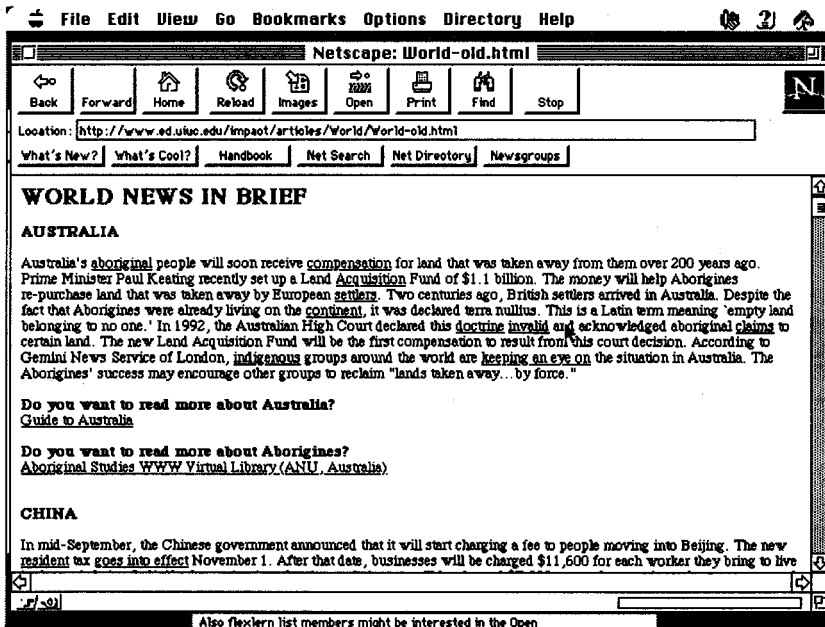 File Edit View Go Bookmarks Options Directory Help
Netscape: World-old.html
Back Forward Home Reload Images Open Print Find Stop
N
Location: http://www.ed.uiuc.edu/impact/articles/World/World-old.html
What's New? What's Cool? Handbook Net Search Net Directory Newsgroups
WORLD NEWS IN BRIEF
AUSTRALIA
Australia's aboriginal people will soon receive compensation for land that was taken away from them over 200 years ago.
Prime Minister Paul Keating recently set up a Land Acquisition Fund of $1.1 billion. The money will help Aborigines
re-purchase land that was taken away by European settlers. Two centuries ago, British settlers arrived in Australia. Despite the
fact that Aborigines were already living on the continent, it was declared terra nullius. This is a Latin term meaning `empty land
belonging to no one.' In 1992, the Australian High Court declared this doctrine invalid and acknowledged aboriginal claims to
certain land. The new Land Acquisition Fund will be the first compensation to result from this court decision. According to
Gemini News Service of London, indigenous groups around the world are keeping an eye on the situation in Australia. The
Aborigines' success may encourage other groups to reclaim "lands taken away...by force."
Do you want to read more about Australia?
Guide to Australia
Do you want to read more about Aborigines?
Aboriginal Studies WWW Virtual Library (ANU, Australia)
CHINA
In mid-September, the Chinese government announced that it will start charging a fee to people moving into Beijing. The new
resident tax goes into effect November 1. After that date, businesses will be charged $11,600 for each worker they bring to live
Also flexlern list members might be interested in the Open